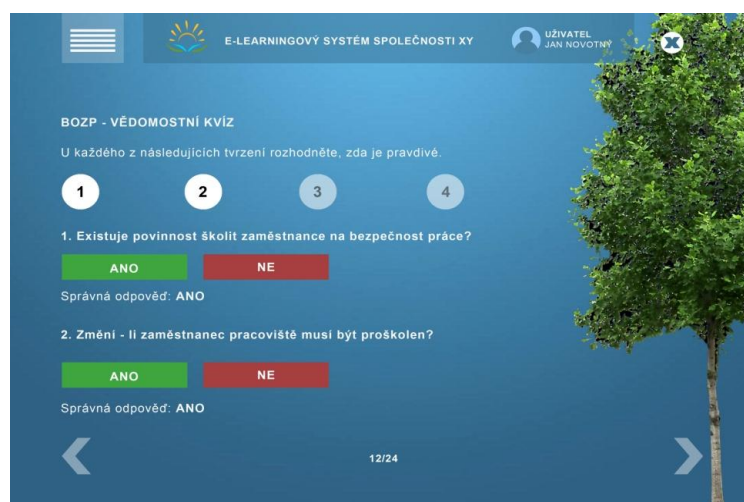 E-LEARNINGOVÝ SYSTÉM SPOLEČNOSTI XY
UŽIVATEL
JAN NOVOTNÝ
X
BOZP - VĚDOMOSTNÍ KVÍZ
U každého z následujících tvrzení rozhodněte, zda je pravdivé.
1 2 3 4
1. Existuje povinnost školit zaměstnance na bezpečnost práce?
ANO NE
Správná odpověď: ANO
2. Změni - li zaměstnanec pracoviště musí být proškolen?
ANO NE
Správná odpověď: ANO
12/24